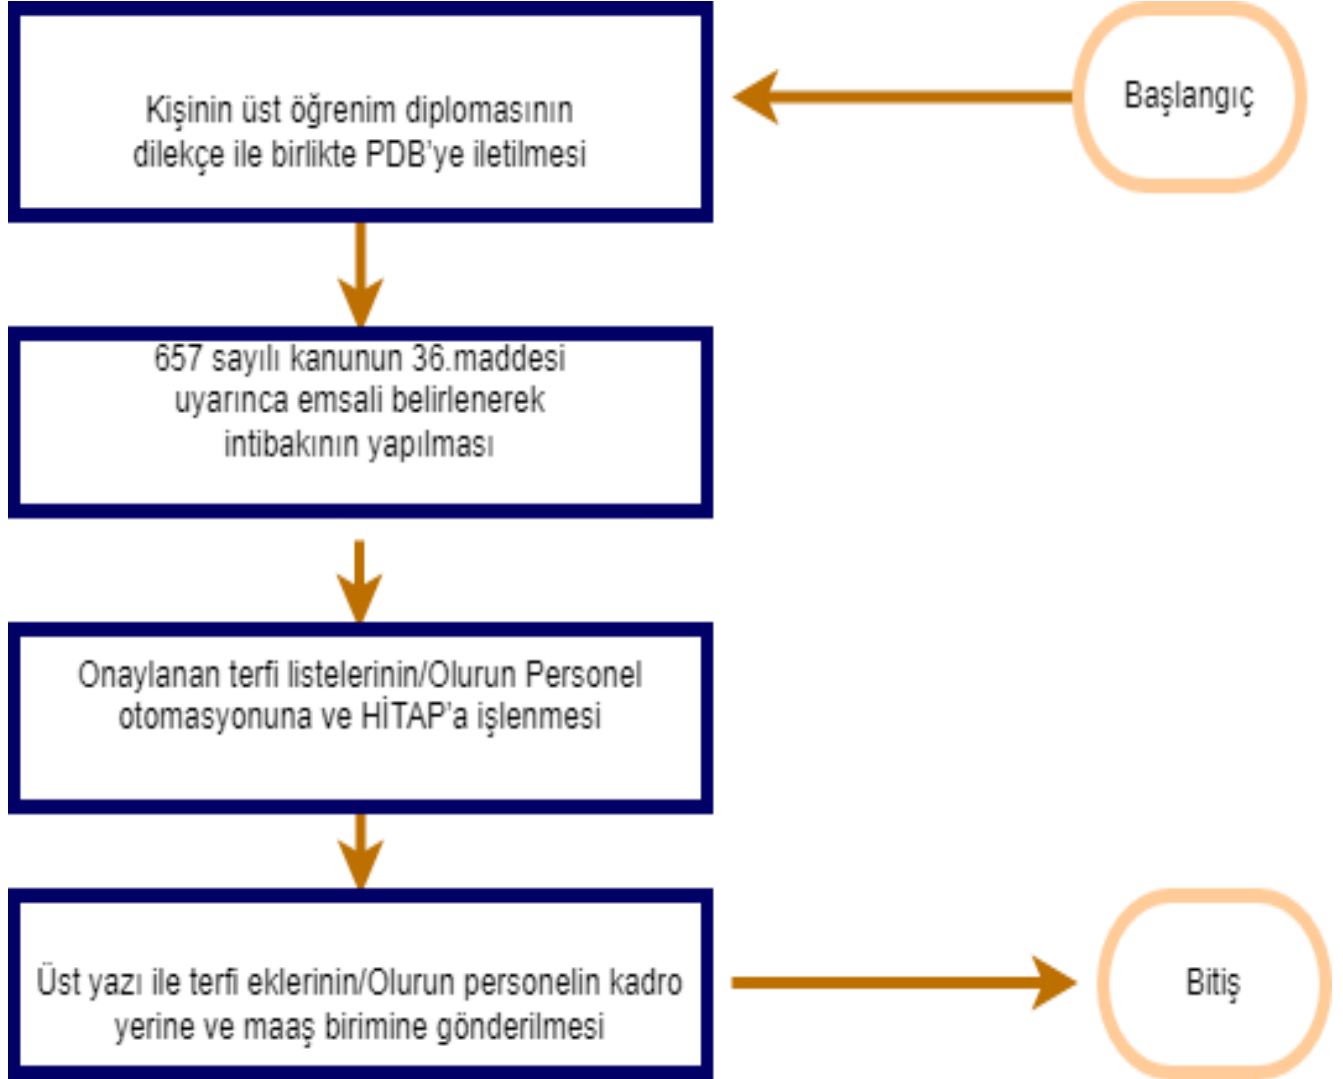 Başlangıç
Kişinin üst öğrenim diplomasının
dilekçe ile birlikte PDB'ye iletilmesi
657 sayılı kanunun 36.maddesi
uyarınca emsali belirlenerek
intibakının yapılması
Onaylanan terfi listelerinin/Olurun Personel
otomasyonuna ve HİTAP'a işlenmesi
Üst yazı ile terfi eklerinin/Olurun personelin kadro
yerine ve maaş birimine gönderilmesi
Bitiş